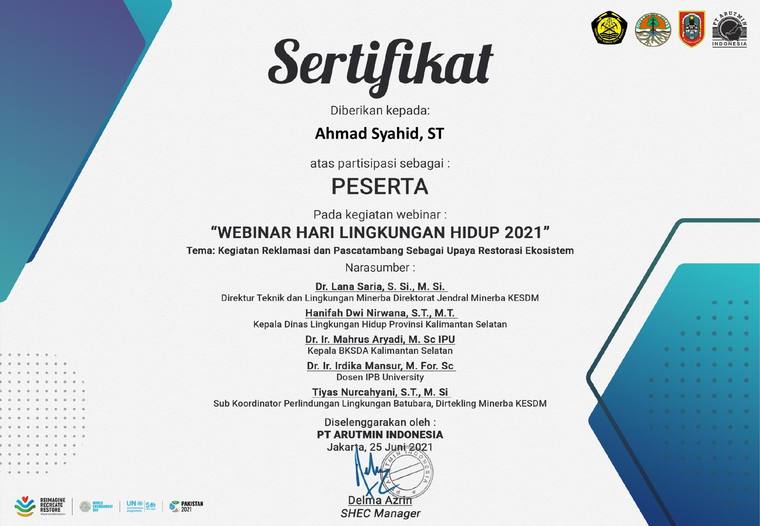 PT ARUTMIN
INDONESIA
Sertifikat
Diberikan kepada:
Ahmad Syahid, ST
atas partisipasi sebagai :
PESERTA
Pada kegiatan webinar :
“WEBINAR HARI LINGKUNGAN HIDUP 2021”
Tema: Kegiatan Reklamasi dan Pascatambang Sebagai Upaya Restorasi Ekosistem
Narasumber :
Dr. Lana Saria, S. Si., M. Si.
Direktur Teknik dan Lingkungan Minerba Direktorat Jendral Minerba KESDM
Hanifah Dwi Nirwana, S.T., M.T.
Kepala Dinas Lingkungan Hidup Provinsi Kalimantan Selatan
Dr. Ir. Mahrus Aryadi, M. Sc IPU
Kepala BKSDA Kalimantan Selatan
Dr. Ir. Irdika Mansur, M. For. Sc
Dosen IPB University
Tiyas Nurcahyani, S.T., M. Si
Sub Koordinator Perlindungan Lingkungan Batubara, Dirtekling Minerba KESDM
Diselenggarakan oleh :
PT ARUTMIN INDONESIA
Jakarta, 25 Juni 2021
Delma Azrin
SHEC Manager
REIMAGINE
RECREATE
RESTORE
WORLD
ENVIRONMENT
DAY
UN
PAKISTAN
2021